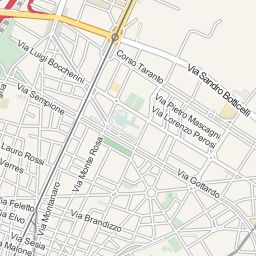 Via Luigi Boccherini
Corso Taranto
Via Sandro Botticelli
Via Sempione
Via Pietro Mascagni
Via Lorenzo Perosi
Lauro Rossi
Verres
Via Monte Rosa
Via Montanaro
Via Gottardo
Via Feletto
Via Elvo
Via Brandizzo
Via Sesia